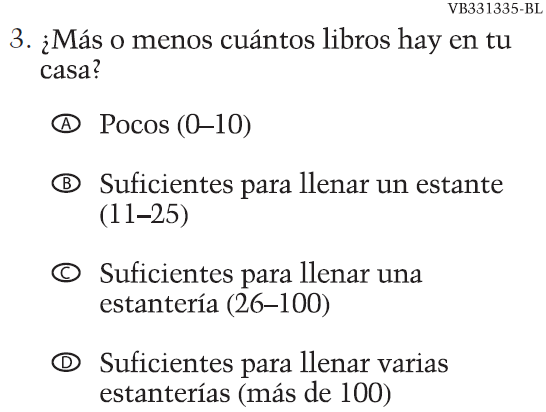 VB331335-BL
3. ¿Más o menos cuántos libros hay en tu
casa?
A Pocos (0–10)
B Suficientes para llenar un estante
(11–25)
C Suficientes para llenar una
estantería (26–100)
D Suficientes para llenar varias
estanterías (más de 100)